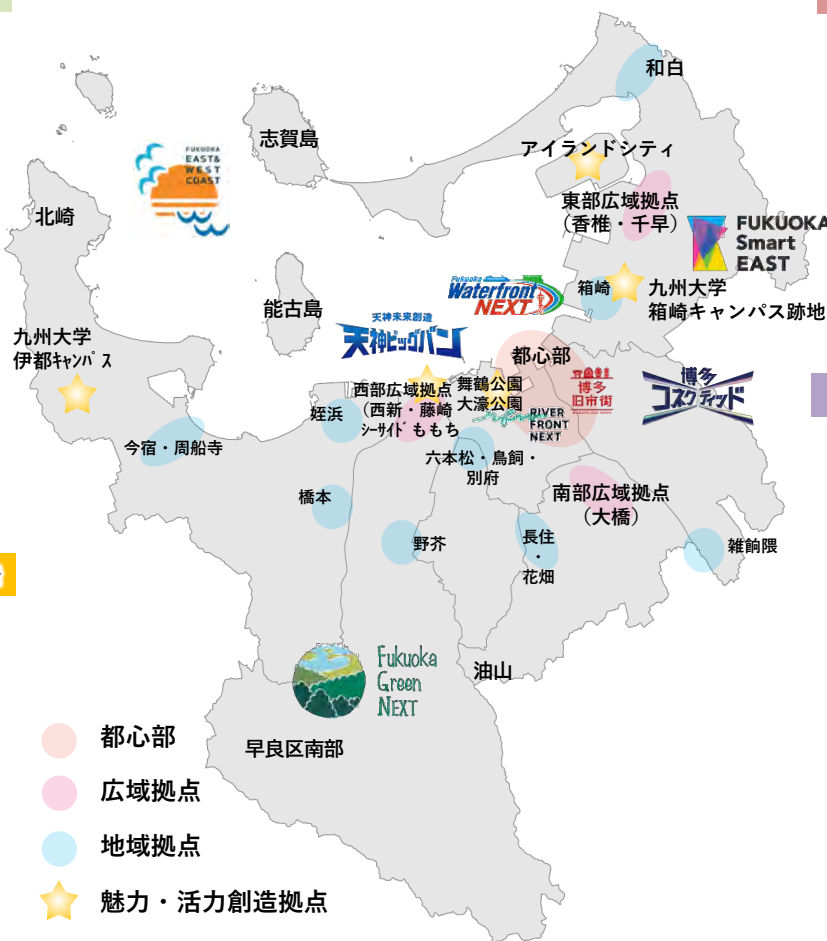 和白
志賀島
アイランドシティ
FUKUOKA
EAST&
WEST
COAST
東部広域拠点
（香椎・千早）
北崎
FUKUOKA
Smart
EAST
箱崎
九州大学
箱崎キャンパス跡地
Fukuoka
Waterfront
NEXT
能古島
天神未来創造
天神ビッグバン
九州大学
伊都ｷｬﾝﾊﾟｽ
都心部
博多
旧市街
博多
コネクティッド
西部広域拠点
（西新・藤崎
ｼｰｻｲﾄﾞももち
舞鶴公園
大濠公園
RIVER
FRONT
NEXT
姪浜
今宿・周船寺
六本松・鳥飼・
別府
橋本
南部広域拠点
（大橋）
野芥
長住
・
花畑
雑餉隈
油山
Fukuoka
Green
NEXT
早良区南部
都心部
広域拠点
地域拠点
魅力・活力創造拠点